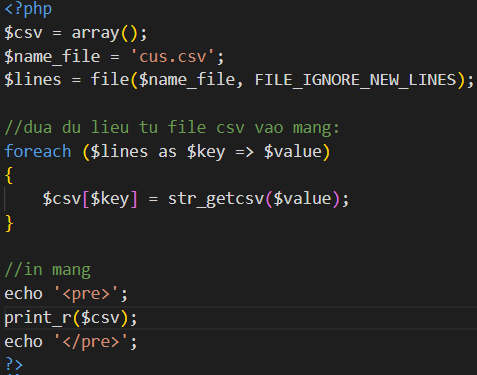 <?php
$csv = array();
$name_file = 'cus.csv';
$lines = file($name_file, FILE_IGNORE_NEW_LINES);
//dua du lieu tu file csv vao mang:
foreach ($lines as $key => $value)
{
    $csv[$key] = str_getcsv($value);
}
//in mang
echo '<pre>';
print_r($csv);
echo '</pre>';
?>